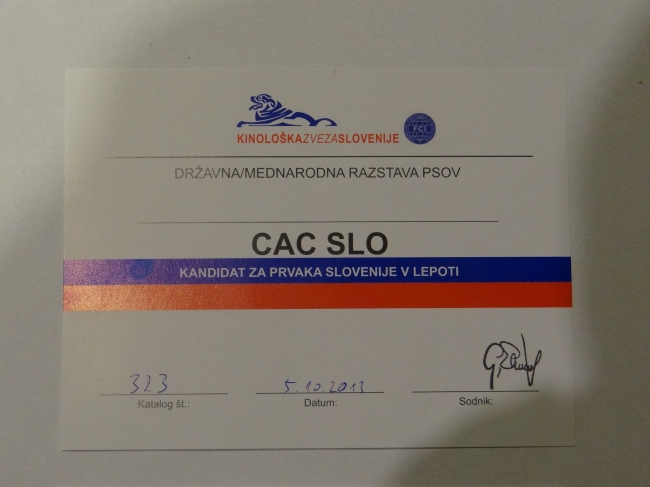 KINOLOŠKAZVEZASLOVENIJE
FCI
DRŽAVNA/MEDNARODNA RAZSTAVA PSOV
CAC SLO
KANDIDAT ZA PRVAKA SLOVENIJE V LEPOTI
323 5.10.2013
Katalog št.: Datum: Sodnik: